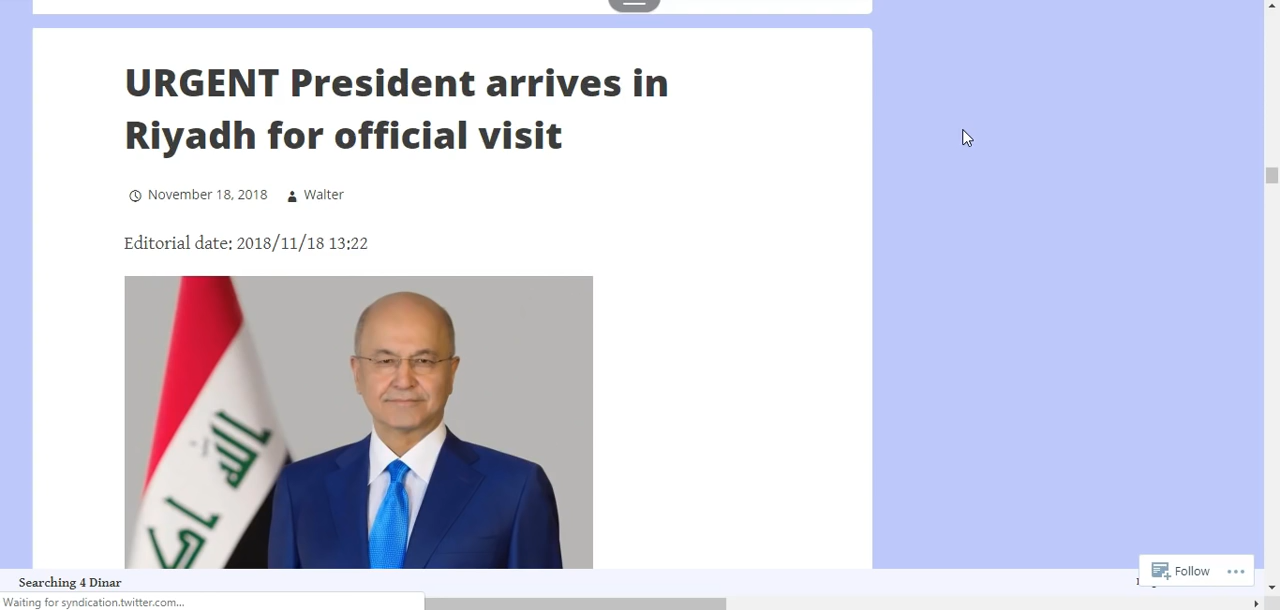 URGENT President arrives in
Riyadh for official visit
November 18, 2018 Walter
Editorial date: 2018/11/18 13:22
الله
Follow
Searching 4 Dinar
Waiting for syndication.twitter.com...